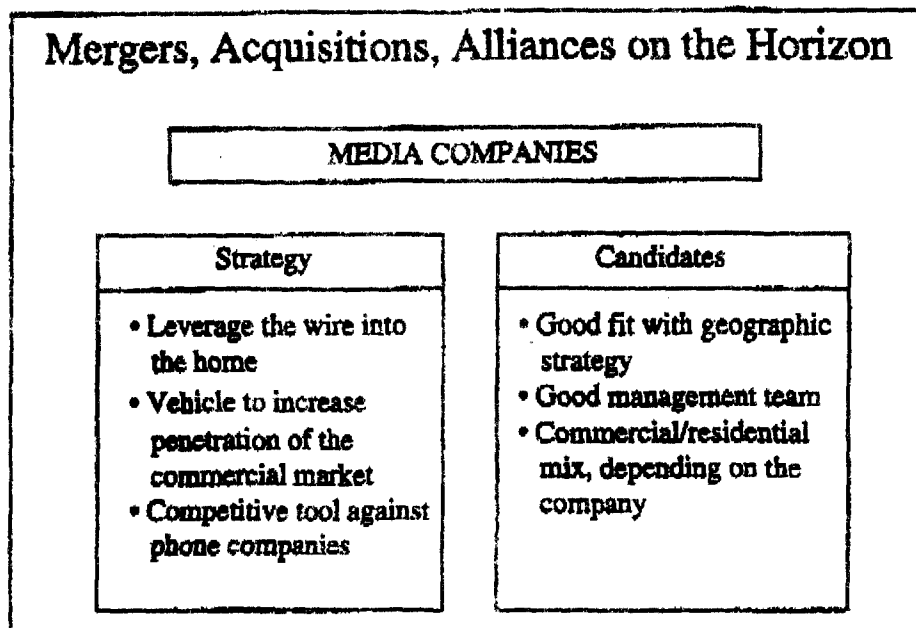 Mergers, Acquisitions, Alliances on the Horizon
MEDIA COMPANIES
Strategy
• Leverage the wire into
the home
• Vehicle to increase
penetration of the
commercial market
• Competitive tool against
phone companies
Candidates
• Good fit with geographic
strategy
• Good management team
• Commercial/residential
mix, depending on the
company